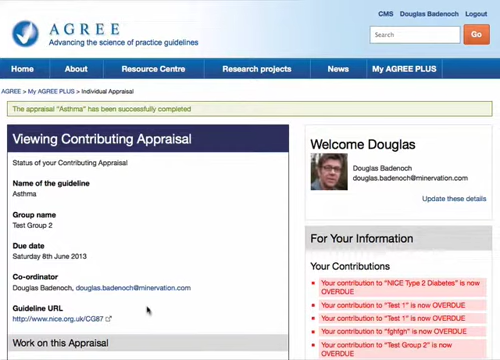 CMS Douglas Badenoch Logout
AGREE
Advancing the science of practice guidelines
Search Go
Home About Resource Centre Research projects News My AGREE PLUS
AGREE > My AGREE PLUS > Individual Appraisal
The appraisal "Asthma" has been successfully completed
Viewing Contributing Appraisal
Status of your Contributing Appraisal
Name of the guideline
Asthma
Group name
Test Group 2
Due date
Saturday 8th June 2013
Co-ordinator
Douglas Badenoch, douglas.badenoch@minervation.com
Guideline URL
http://www.nice.org.uk/CG87
Work on this Appraisal
Welcome Douglas
Douglas Badenoch
douglas.badenoch@minervation.com
Update these details
For Your Information
Your Contributions
Your contribution to "NICE Type 2 Diabetes" is now
OVERDUE
Your contribution to "Test 1" is now OVERDUE
Your contribution to "Test 1" is now OVERDUE
Your contribution to "fghfgh" is now OVERDUE
Your contribution to "Test Group 2" is now
OVERDUE